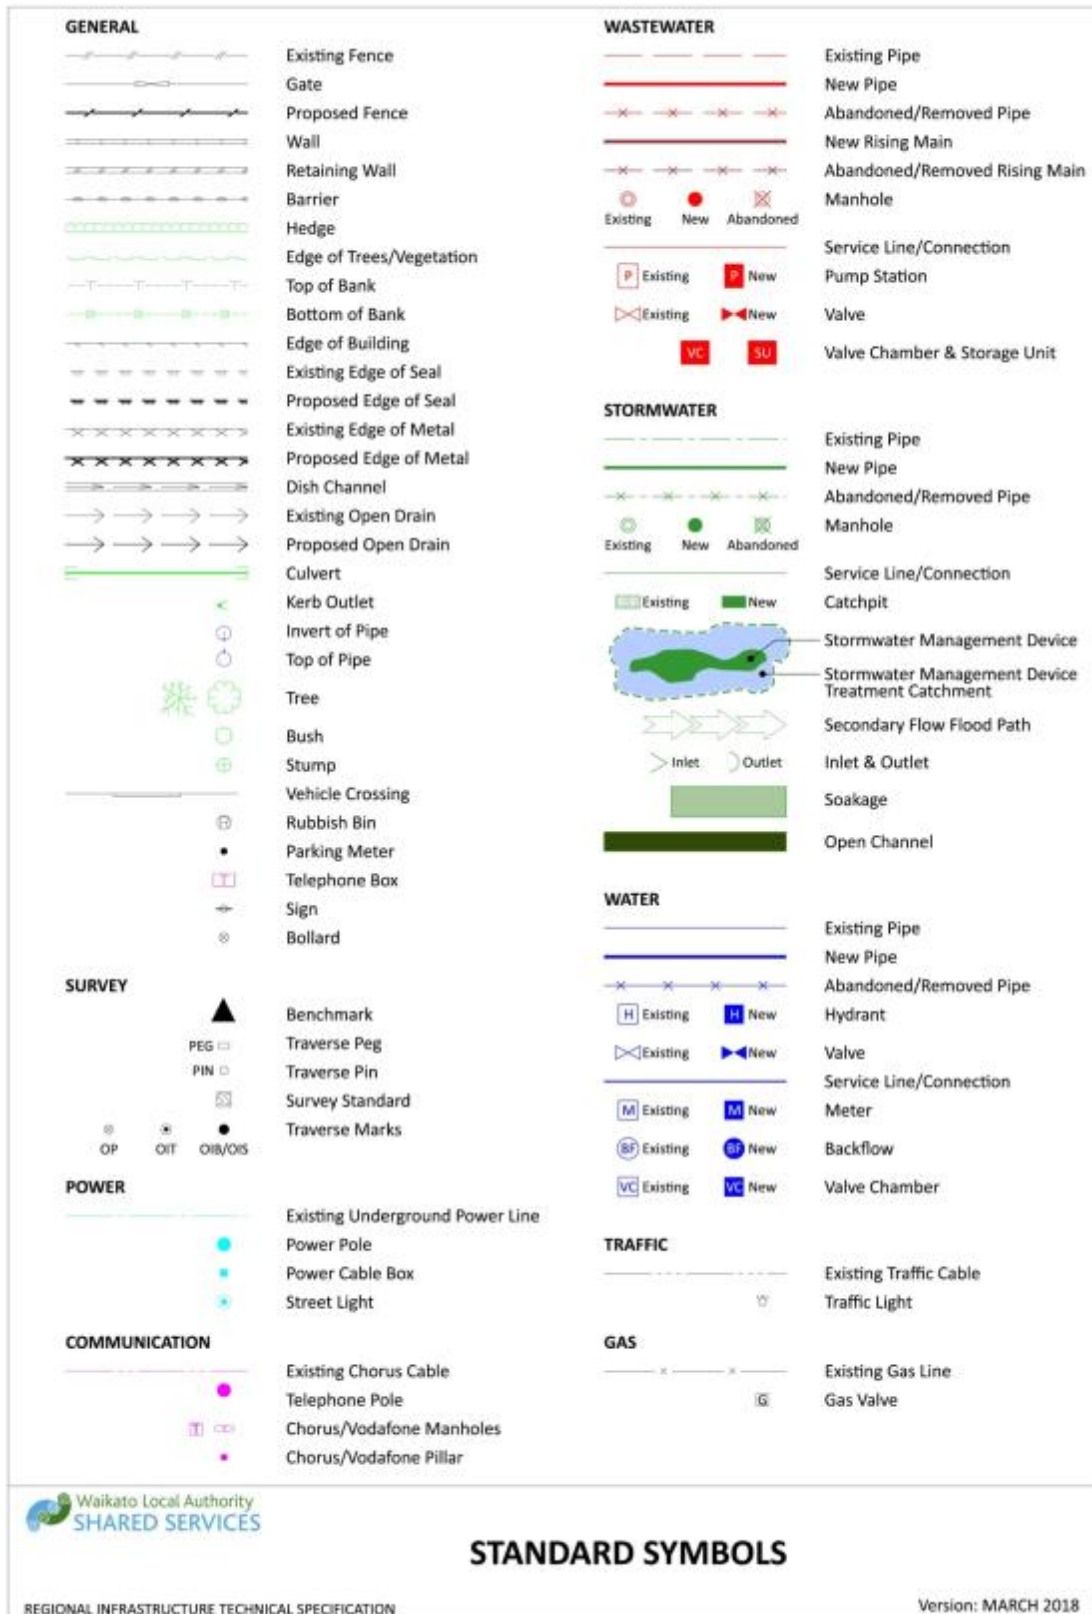 GENERAL
Existing Fence
Gate
Proposed Fence
Wall
Retaining Wall
Barrier
Hedge
Edge of Trees/Vegetation
Top of Bank
Bottom of Bank
Edge of Building
Existing Edge of Seal
Proposed Edge of Seal
Existing Edge of Metal
Proposed Edge of Metal
Dish Channel
Existing Open Drain
Proposed Open Drain
Culvert
Kerb Outlet
Invert of Pipe
Top of Pipe
Tree
Bush
Stump
Vehicle Crossing
Rubbish Bin
Parking Meter
T Telephone Box
Sign
Bollard
SURVEY
Benchmark
PEG Traverse Peg
PIN Traverse Pin
Survey Standard
Traverse Marks
OP OIT OIB/OIS
POWER
Existing Underground Power Line
Power Pole
Power Cable Box
Street Light
COMMUNICATION
Existing Chorus Cable
Telephone Pole
T Chorus/Vodafone Manholes
Chorus/Vodafone Pillar
WASTEWATER
Existing Pipe
New Pipe
Abandoned/Removed Pipe
New Rising Main
Abandoned/Removed Rising Main
Manhole
Existing New Abandoned
Service Line/Connection
P Existing P New Pump Station
Existing New Valve
VC SU Valve Chamber & Storage Unit
STORMWATER
Existing Pipe
New Pipe
Abandoned/Removed Pipe
Manhole
Existing New Abandoned
Service Line/Connection
Existing New Catchpit
Stormwater Management Device
Stormwater Management Device
Treatment Catchment
Secondary Flow Flood Path
Inlet Outlet Inlet & Outlet
Soakage
Open Channel
WATER
Existing Pipe
New Pipe
Abandoned/Removed Pipe
H Existing H New Hydrant
Existing New Valve
Service Line/Connection
M Existing M New Meter
BF Existing BF New Backflow
VC Existing VC New Valve Chamber
TRAFFIC
Existing Traffic Cable
Traffic Light
GAS
Existing Gas Line
G Gas Valve
Waikato Local Authority
SHARED SERVICES
STANDARD SYMBOLS
REGIONAL INFRASTRUCTURE TECHNICAL SPECIFICATION
Version: MARCH 2018